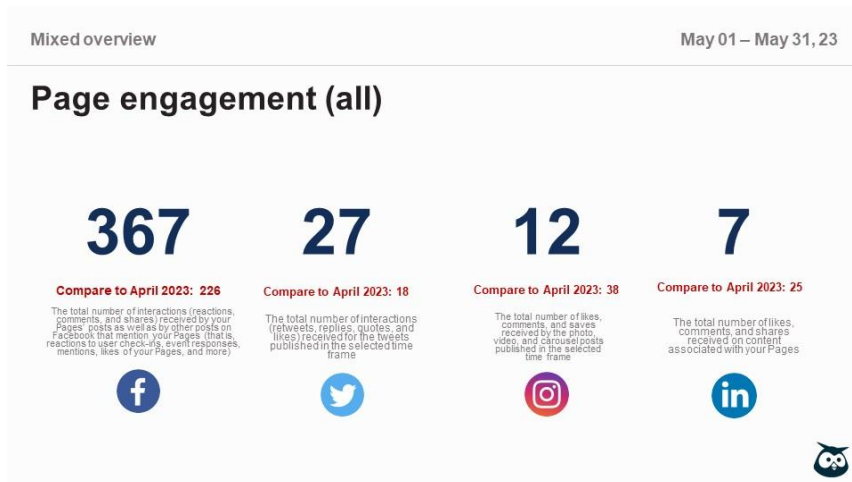 Mixed overview
May 01 – May 31, 23
Page engagement (all)
367
Compare to April 2023: 226
The total number of interactions (reactions,
comments, and shares) received by your
Pages' posts as well as by other posts on
Facebook that mention your Pages (that is,
reactions to user check-ins, event responses,
mentions, likes of your Pages, and more)
27
Compare to April 2023: 18
The total number of interactions
(retweets, replies, quotes, and
likes) received for the tweets
published in the selected time
frame
12
Compare to April 2023: 38
The total number of likes,
comments, and saves
received by the photo,
video, and carousel posts
published in the selected
time frame
7
Compare to April 2023: 25
The total number of likes,
comments, and shares
received on content
associated with your Pages
f
in